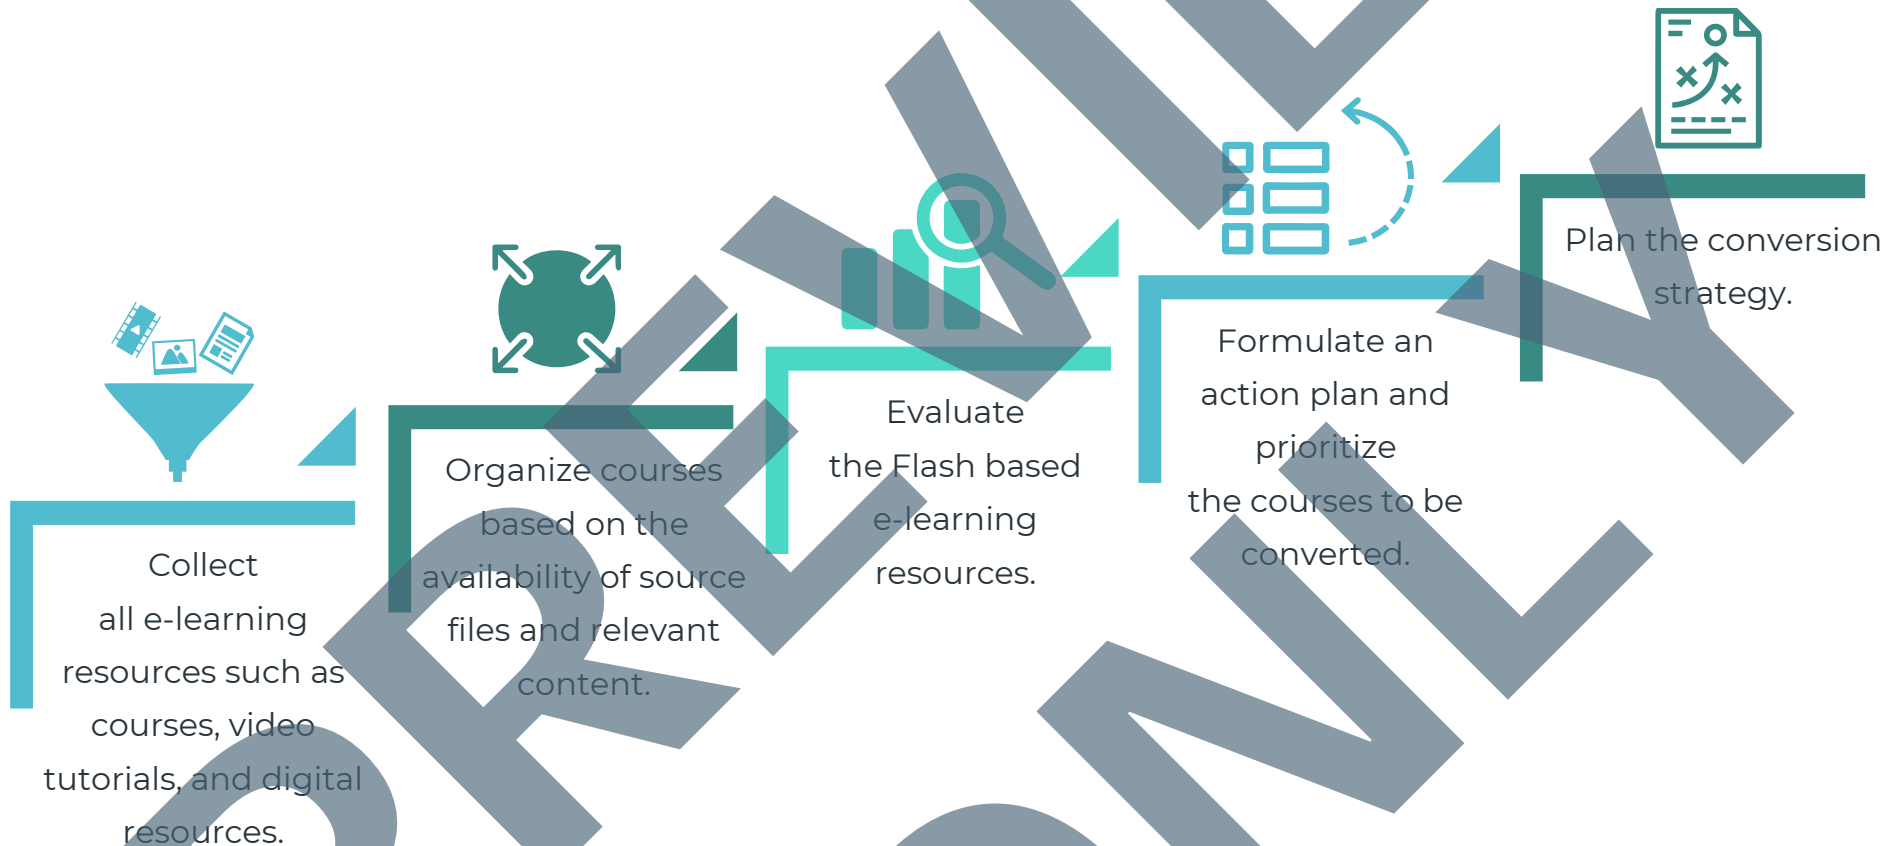 Collect
all e-learning
resources such as
courses, video
tutorials, and digital
resources.
Organize courses
based on the
availability of source
files and relevant
content.
Evaluate
the Flash based
e-learning
resources.
Formulate an
action plan and
prioritize
the courses to be
converted.
Plan the conversion
strategy.
PREVIEW
ONLY